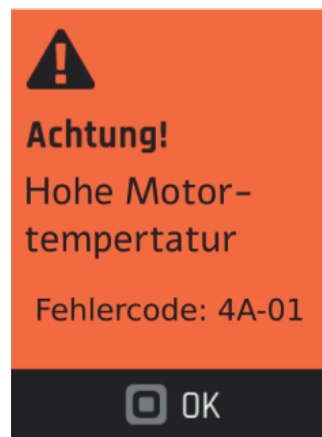 Achtung!
Hohe Motor-
tempertatur
Fehlercode: 4A-01
OK